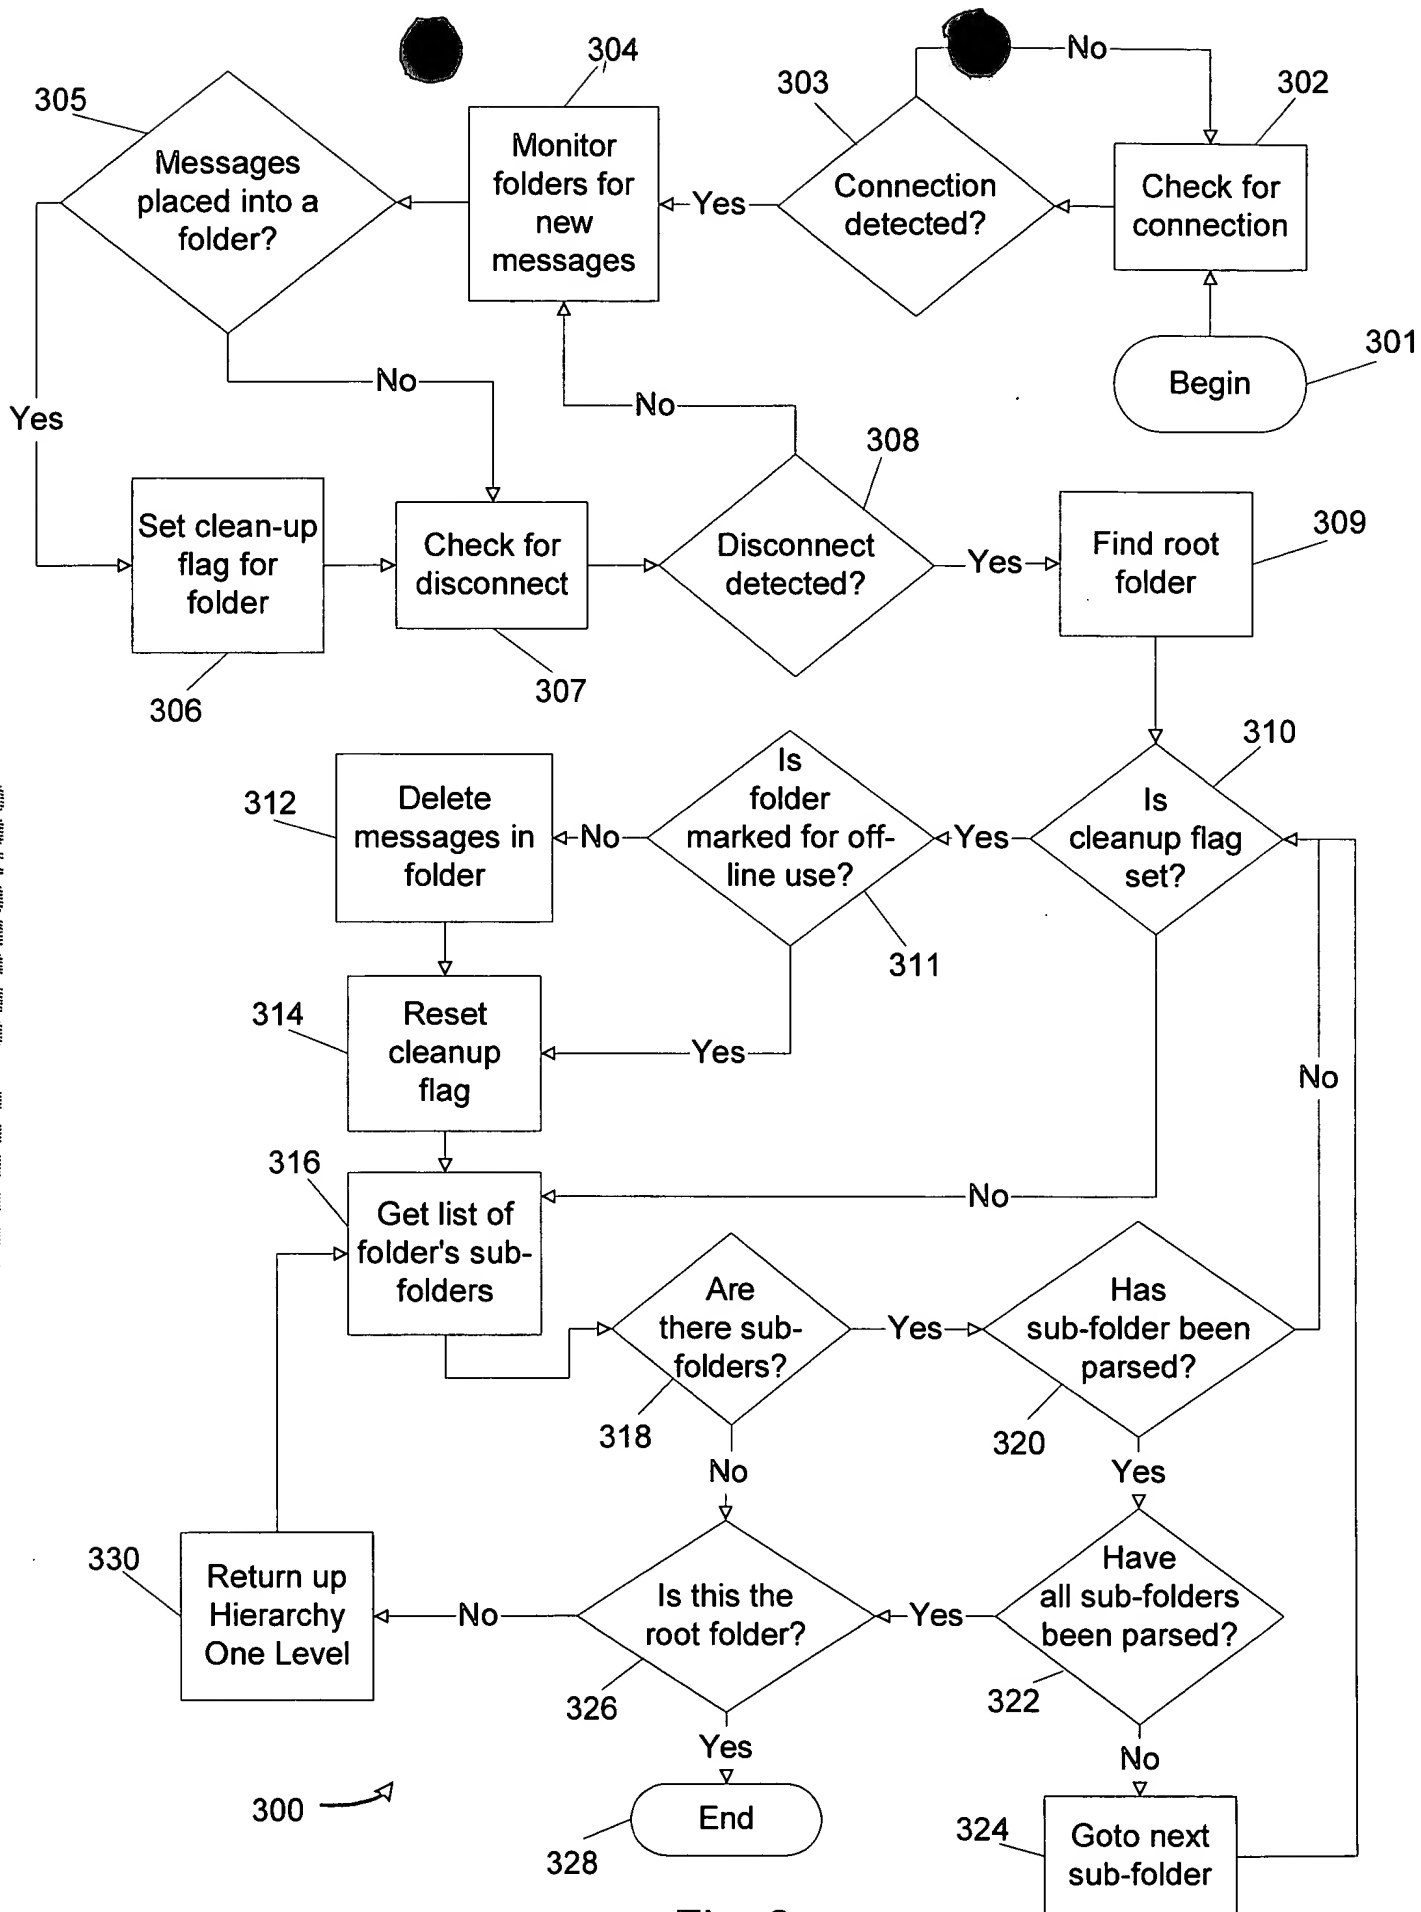 304
No
305
303
302
Messages
placed into a
folder?
Monitor
folders for
new
messages
Yes
Connection
detected?
Check for
connection
301
Begin
No
Yes
No
308
Set clean-up
flag for
folder
Check for
disconnect
Disconnect
detected?
Yes
Find root
folder
309
306
307
310
312
Delete
messages in
folder
No
Is
folder
marked for off-
line use?
Yes
Is
cleanup flag
set?
311
314
Reset
cleanup
flag
Yes
No
316
Get list of
folder's sub-
folders
No
Are
there sub-
folders?
Yes
Has
sub-folder been
parsed?
318
320
No
Yes
330
Return up
Hierarchy
One Level
No
Is this the
root folder?
Yes
Have
all sub-folders
been parsed?
326
322
Yes
No
300
End
328
324
Goto next
sub-folder